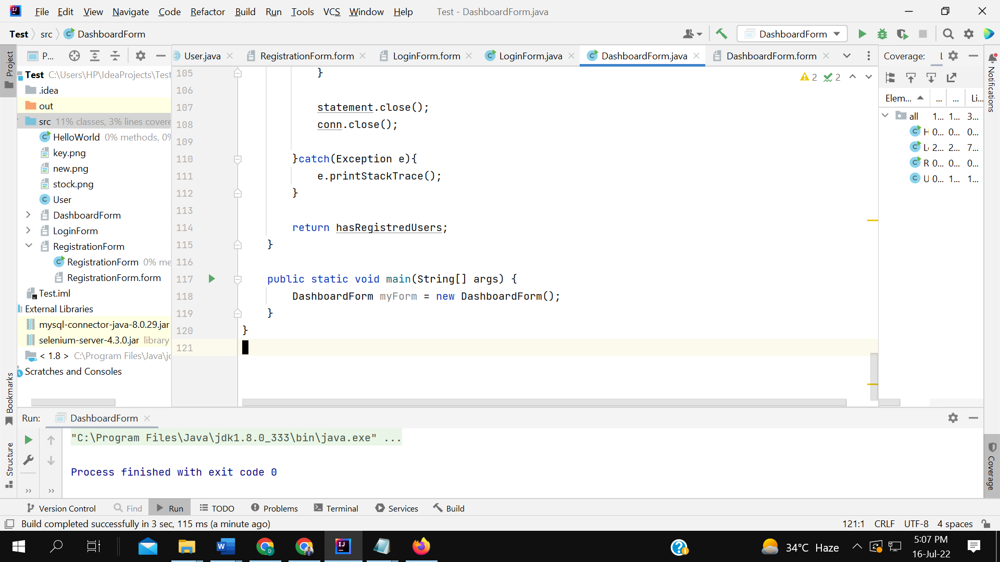 File Edit View Navigate Code Refactor Build Run Tools VCS Window Help Test - DashboardForm.java
Test src DashboardForm DashboardForm
Project
P...
User.java RegistrationForm.form LoginForm.form LoginForm.java DashboardForm.java DashboardForm.form
Coverage: L
Notifications
Test C:\Users\HP\IdeaProjects\Test
.idea
out
src 11% classes, 3% lines covere
HelloWorld 0% methods, 0%
key.png
new.png
stock.png
User
DashboardForm
LoginForm
RegistrationForm
RegistrationForm 0% me
RegistrationForm.form
Test.iml
External Libraries
mysql-connector-java-8.0.29.jar
selenium-server-4.3.0.jar library
< 1.8 > C:\Program Files\Java\jd
Scratches and Consoles
2 2
105 }
106
107 statement.close();
108 conn.close();
109
110 }catch(Exception e){
111 e.printStackTrace();
112 }
113
114 return hasRegistredUsers;
115 }
116
117 public static void main(String[] args) {
118 DashboardForm myForm = new DashboardForm();
119 }
120 }
121
Elem... ... ... Li...
all 1... 1... 3...
H 0... 0... 0...
L 2... 2... 7...
R 0... 0... 0...
U 0... 1... 1...
Bookmarks
Structure
Coverage
Run: DashboardForm
"C:\Program Files\Java\jdk1.8.0_333\bin\java.exe" ...
Process finished with exit code 0
Version Control Find Run TODO Problems Terminal Services Build
Build completed successfully in 3 sec, 115 ms (a minute ago) 121:1 CRLF UTF-8 4 spaces
34°C Haze
5:07 PM
16-Jul-22